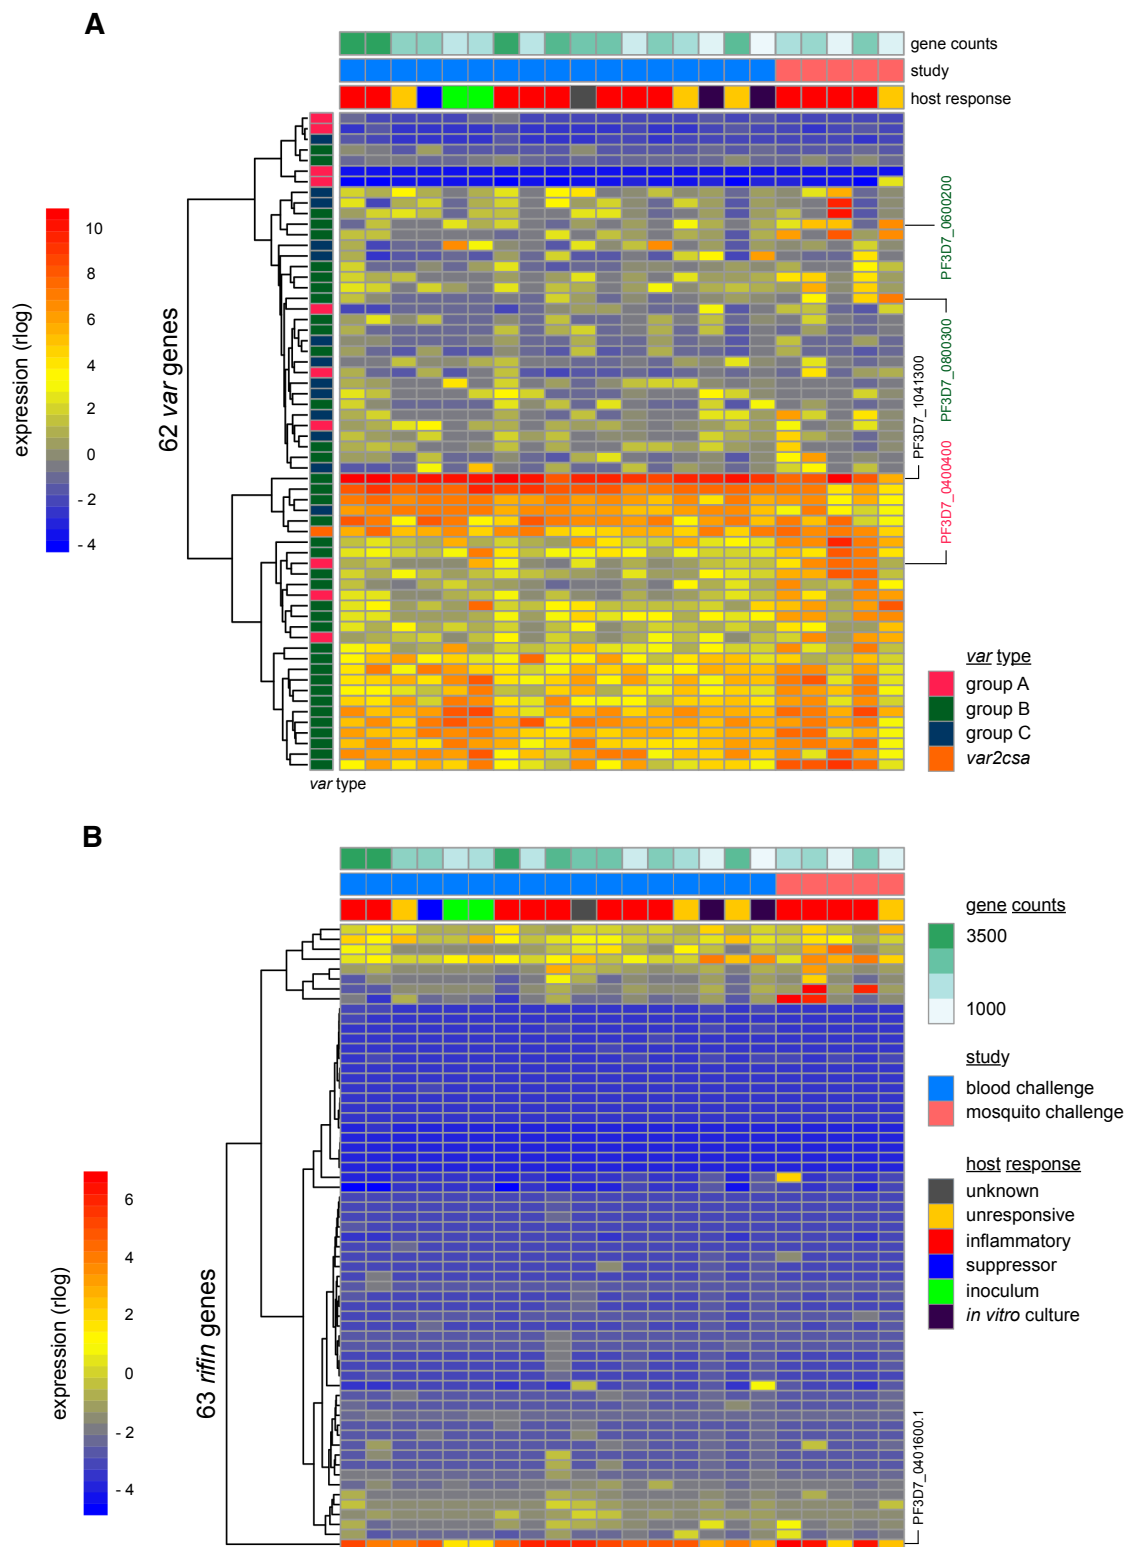 A
gene counts
study
host response
expression (rlog)
10
8
6
4
2
0
- 2
- 4
62 var genes
PF3D7_0600200
PF3D7_0800300
PF3D7_1041300
PF3D7_0400400
var type
group A
group B
group C
var2csa
var type
B
gene counts
3500
1000
study
blood challenge
mosquito challenge
host response
unknown
unresponsive
inflammatory
suppressor
inoculum
in vitro culture
expression (rlog)
6
4
2
0
- 2
- 4
63 rifin genes
PF3D7_0401600.1